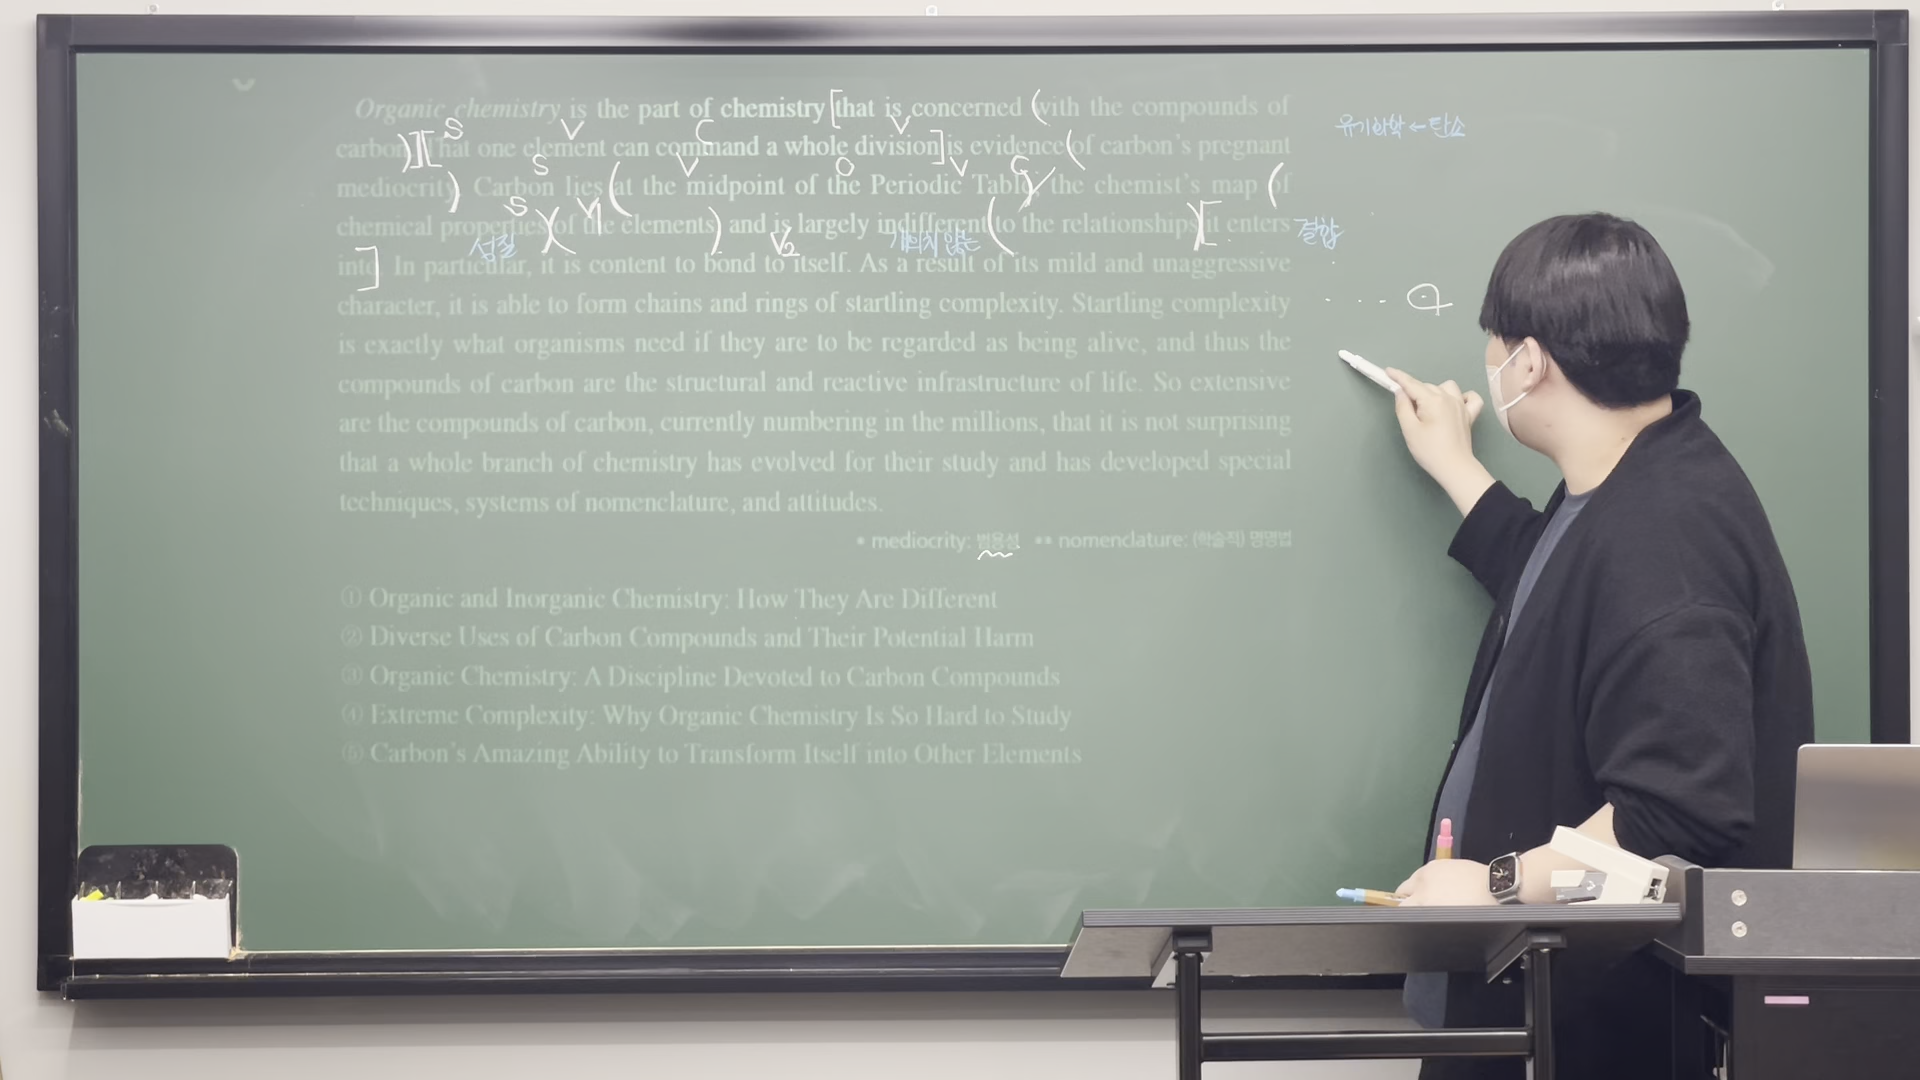 Organic chemistry is the part of chemistry [that is concerned (with the compounds of
유기화학 ← 탄소
S V C V
carbon)]. [That one element can command a whole division] is evidence (of carbon's pregnant
S V O V C
mediocrity). Carbon lies (at the midpoint of the Periodic Table, the chemist's map (of
S V1
chemical properties)(of the elements), and is largely indifferent (to the relationships)[it enters
성질 V2 개의치 않는 결합
into]. In particular, it is content to bond to itself. As a result of its mild and unaggressive
character, it is able to form chains and rings of startling complexity. Startling complexity
is exactly what organisms need if they are to be regarded as being alive, and thus the
compounds of carbon are the structural and reactive infrastructure of life. So extensive
are the compounds of carbon, currently numbering in the millions, that it is not surprising
that a whole branch of chemistry has evolved for their study and has developed special
techniques, systems of nomenclature, and attitudes.
* mediocrity: 범용성 ** nomenclature: (학술적) 명명법
① Organic and Inorganic Chemistry: How They Are Different
② Diverse Uses of Carbon Compounds and Their Potential Harm
③ Organic Chemistry: A Discipline Devoted to Carbon Compounds
④ Extreme Complexity: Why Organic Chemistry Is So Hard to Study
⑤ Carbon's Amazing Ability to Transform Itself into Other Elements